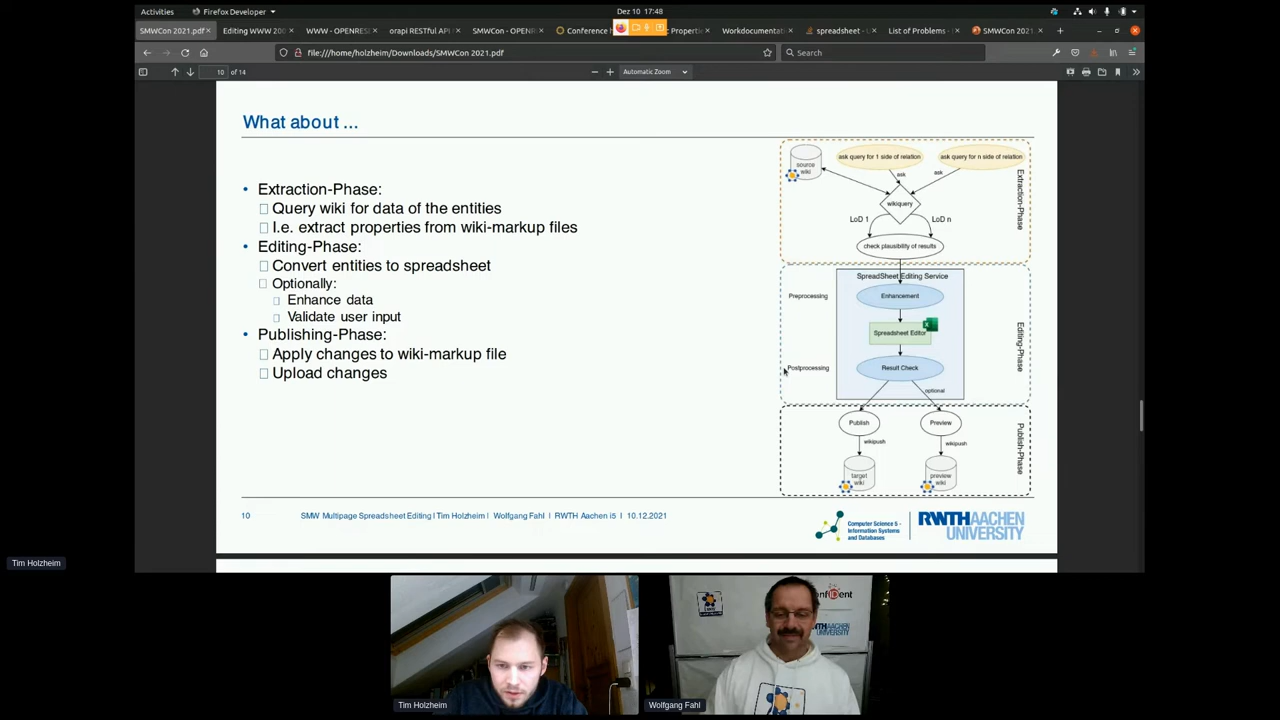 Activities
Firefox Developer
Dez 10 17:48
SMWCon 2021.pdf
Editing WWW 200
WWW - OPENRES
orapi RESTful API
SMWCon - OPEN
Conference
Properti
Workdocumentat
spreadsheet -
List of Problems -
SMWCon 2021
file:///home/holzheim/Downloads/SMWCon 2021.pdf
Search
10 of 14
Automatic Zoom
What about ...
• Extraction-Phase:
Query wiki for data of the entities
I.e. extract properties from wiki-markup files
• Editing-Phase:
Convert entities to spreadsheet
Optionally:
Enhance data
Validate user input
• Publishing-Phase:
Apply changes to wiki-markup file
Upload changes
source wiki
ask query for 1 side of relation
ask query for n side of relation
ask
ask
wikiquery
LoD 1
LoD n
check plausibility of results
Extraction-Phase
SpreadSheet Editing Service
Preprocessing
Enhancement
Spreadsheet Editor
Postprocessing
Result Check
Editing-Phase
optional
Publish
Preview
wikipush
wikipush
target wiki
preview wiki
Publish-Phase
10
SMW Multipage Spreadsheet Editing | Tim Holzheim | Wolfgang Fahl | RWTH Aachen i5 | 10.12.2021
Computer Science 5 -
Information Systems
and Databases
RWTHAACHEN
UNIVERSITY
Tim Holzheim
onfIDent
RWTHAACHEN
UNIVERSITY
Tim Holzheim
Wolfgang Fahl